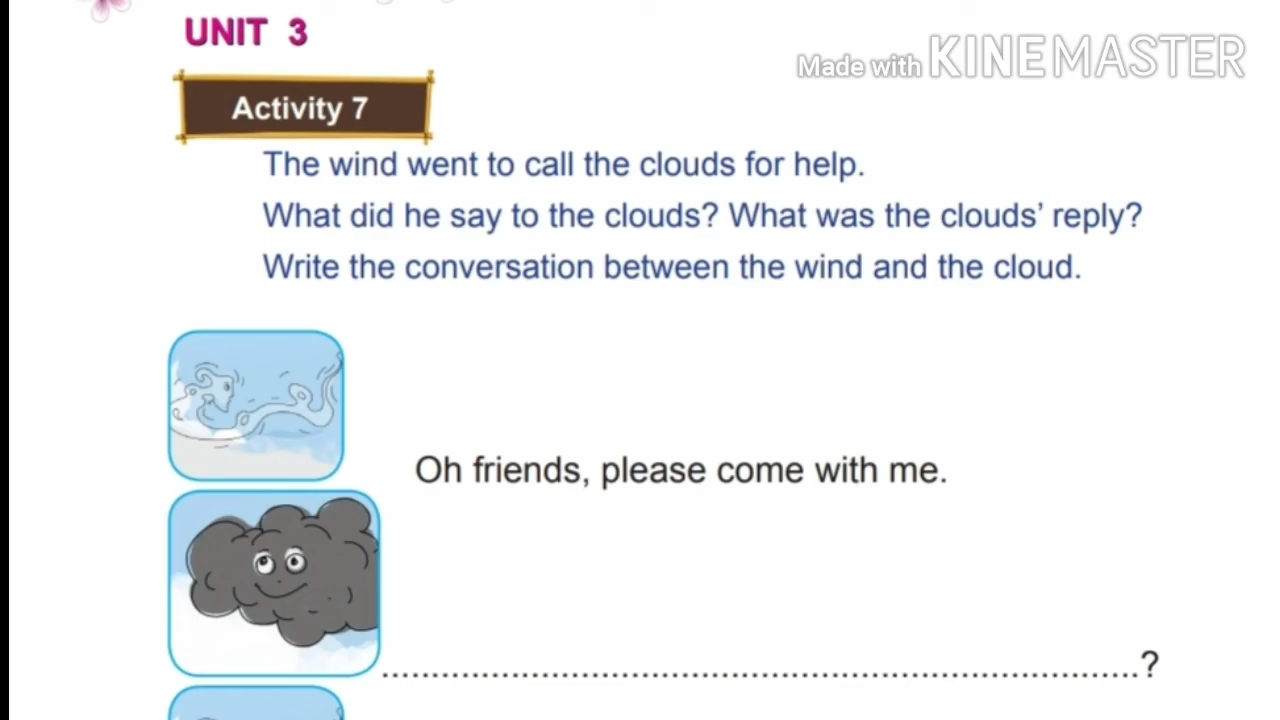 UNIT 3
Made with KINEMASTER
Activity 7
The wind went to call the clouds for help.
What did he say to the clouds? What was the clouds’ reply?
Write the conversation between the wind and the cloud.
Oh friends, please come with me.
........................................................................?